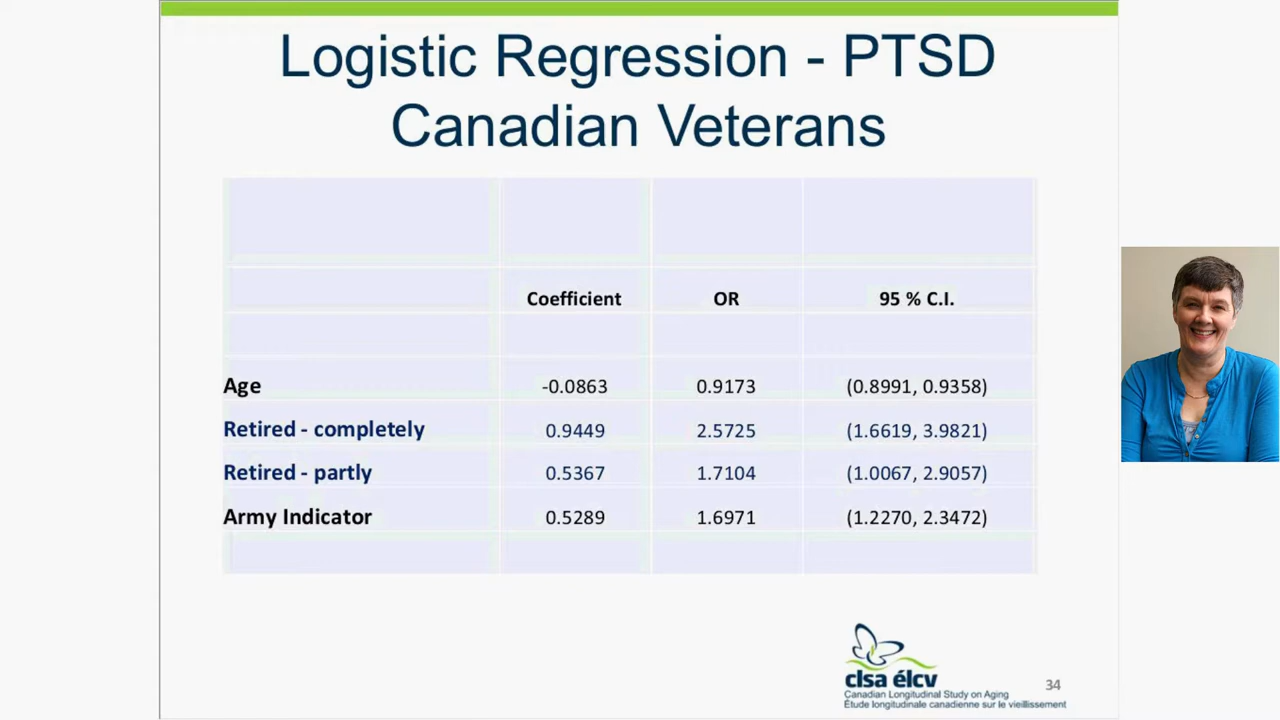 Logistic Regression - PTSD
Canadian Veterans
Coefficient OR 95 % C.I.
Age -0.0863 0.9173 (0.8991, 0.9358)
Retired - completely 0.9449 2.5725 (1.6619, 3.9821)
Retired - partly 0.5367 1.7104 (1.0067, 2.9057)
Army Indicator 0.5289 1.6971 (1.2270, 2.3472)
clsa élcv
Canadian Longitudinal Study on Aging
Étude longitudinale canadienne sur le vieillissement
34